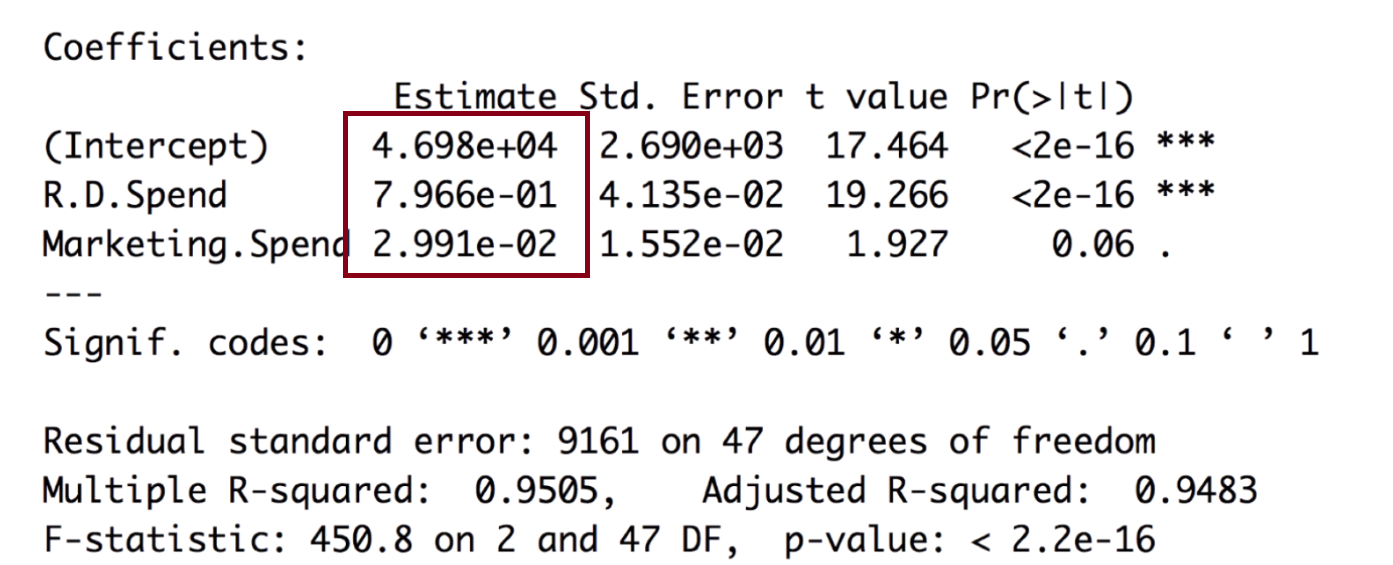 Coefficients:
Estimate Std. Error t value Pr(>|t|)
(Intercept) 4.698e+04 2.690e+03 17.464 <2e-16 ***
R.D.Spend 7.966e-01 4.135e-02 19.266 <2e-16 ***
Marketing.Spend 2.991e-02 1.552e-02 1.927 0.06 .
---
Signif. codes: 0 ‘***’ 0.001 ‘**’ 0.01 ‘*’ 0.05 ‘.’ 0.1 ‘ ’ 1
Residual standard error: 9161 on 47 degrees of freedom
Multiple R-squared: 0.9505, Adjusted R-squared: 0.9483
F-statistic: 450.8 on 2 and 47 DF, p-value: < 2.2e-16